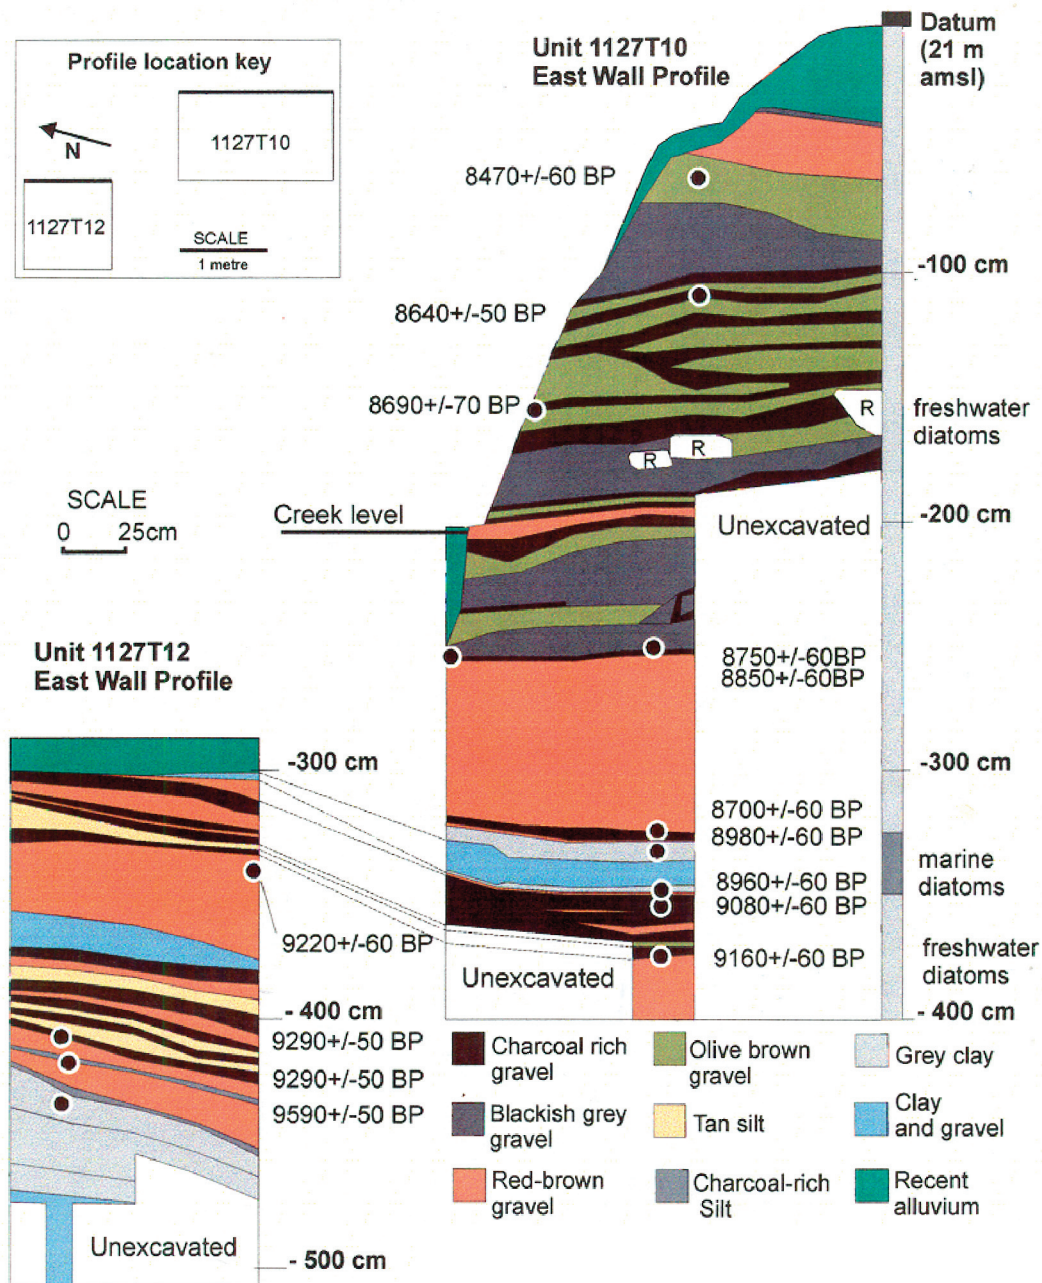 Profile location key
N
1127T10
1127T12
SCALE
1 metre
Unit 1127T10
East Wall Profile
Datum
(21 m
amsl)
8470+/-60 BP
-100 cm
8640+/-50 BP
8690+/-70 BP
R
R
R
freshwater
diatoms
SCALE
0 25cm
Creek level
-200 cm
Unexcavated
8750+/-60BP
8850+/-60BP
-300 cm
8700+/-60 BP
8980+/-60 BP
8960+/-60 BP
9080+/-60 BP
9160+/-60 BP
marine
diatoms
freshwater
diatoms
Unexcavated
- 400 cm
Unit 1127T12
East Wall Profile
-300 cm
9220+/-60 BP
- 400 cm
9290+/-50 BP
9290+/-50 BP
9590+/-50 BP
Unexcavated
- 500 cm
Charcoal rich
gravel
Olive brown
gravel
Grey clay
Blackish grey
gravel
Tan silt
Clay
and gravel
Red-brown
gravel
Charcoal-rich
Silt
Recent
alluvium